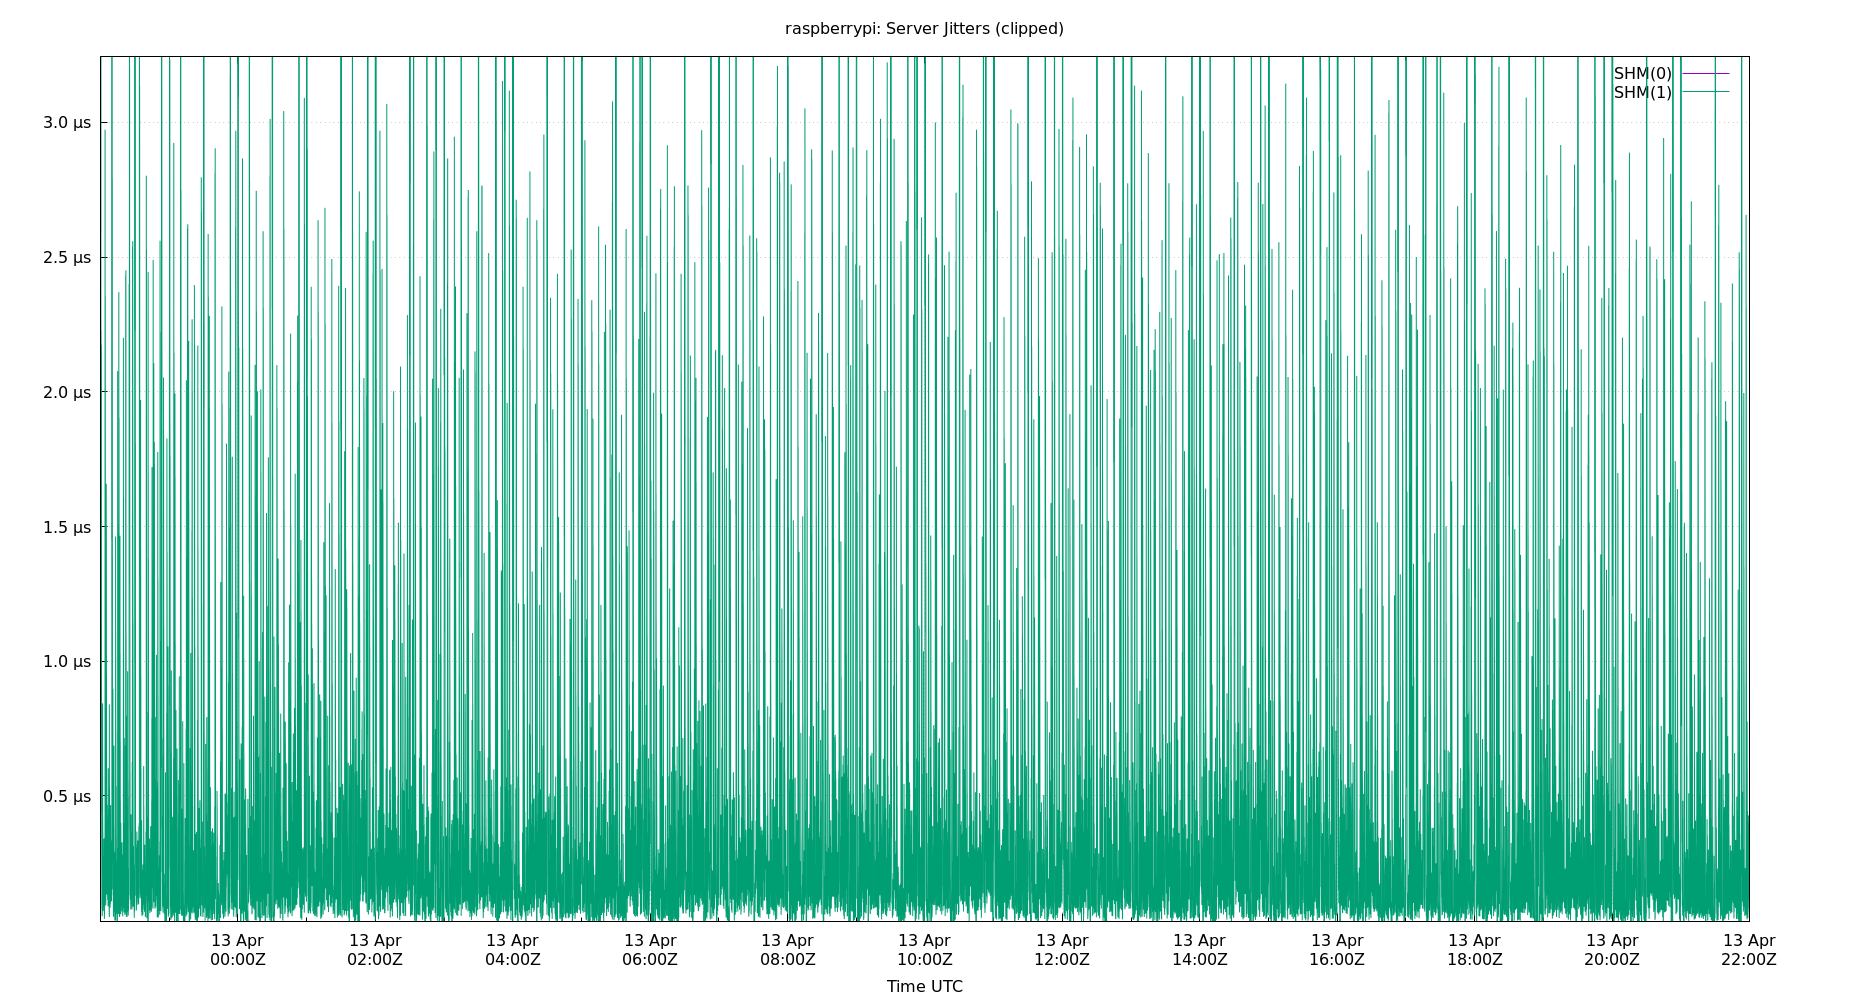 raspberrypi: Server Jitters (clipped)
SHM(0)
SHM(1)
3.0 µs
2.5 µs
2.0 µs
1.5 µs
1.0 µs
0.5 µs
13 Apr 13 Apr 13 Apr 13 Apr 13 Apr 13 Apr 13 Apr 13 Apr 13 Apr 13 Apr 13 Apr 13 Apr
00:00Z 02:00Z 04:00Z 06:00Z 08:00Z 10:00Z 12:00Z 14:00Z 16:00Z 18:00Z 20:00Z 22:00Z
Time UTC